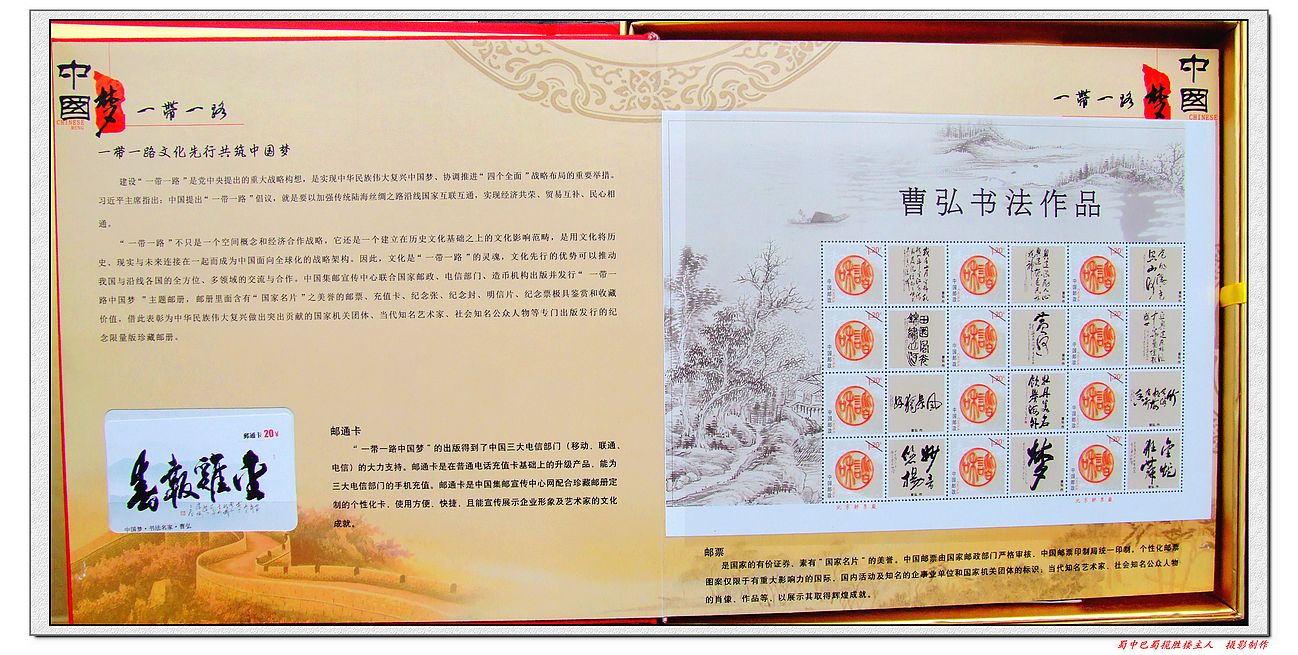 中国梦
CHINESE
MENG
一带一路
一带一路文化先行共筑中国梦
建设“一带一路”是党中央提出的重大战略构想，是实现中华民族伟大复兴中国梦、协调推进“四个全面”战略布局的重要举措。
习近平主席指出：中国提出“一带一路”倡议，就是要以加强传统陆海丝绸之路沿线国家互联互通，实现经济共荣、贸易互补、民心相
通。
“一带一路”不只是一个空间概念和经济合作战略，它还是一个建立在历史文化基础之上的文化影响范畴，是用文化将历
史、现实与未来连接在一起而成为中国面向全球化的战略架构。因此，文化是“一带一路”的灵魂，文化先行的优势可以推动
我国与沿线各国的全方位、多领域的交流与合作。中国集邮宣传中心联合国家邮政、电信部门、造币机构出版并发行“一带一
路中国梦”主题邮册，邮册里面含有“国家名片”之美誉的邮票、充值卡、纪念张、纪念封、明信片、纪念票极具鉴赏和收藏
价值，借此表彰为中华民族伟大复兴做出突出贡献的国家机关团体、当代知名艺术家、社会知名公众人物等专门出版发行的纪
念限量版珍藏邮册。
邮通卡 20¥
中国梦·书法名家·曹弘
邮通卡
“一带一路中国梦”的出版得到了中国三大电信部门（移动、联通、
电信）的大力支持。邮通卡是在普通电话充值卡基础上的升级产品、能为
三大电信部门的手机充值。邮通卡是中国集邮宣传中心网配合珍藏邮册定
制的个性化卡、使用方便、快捷、且能宣传展示企业形象及艺术家的文化
成就。
一带一路
中国梦
CHINESE
曹弘书法作品
中国邮政
1.20
梦
北京邮票厂
北京邮票厂
邮票
是国家的有价证券、素有“国家名片”的美誉。中国邮票由国家邮政部门严格审核、中国邮票印制局统一印制。个性化邮票
图案仅限于有重大影响力的国际、国内活动及知名的企事业单位和国家机关团体的标识，当代知名艺术家、社会知名公众人物
的肖像、作品等、以展示其取得辉煌成就。
蜀中巴蜀揽胜楼主人 摄影制作